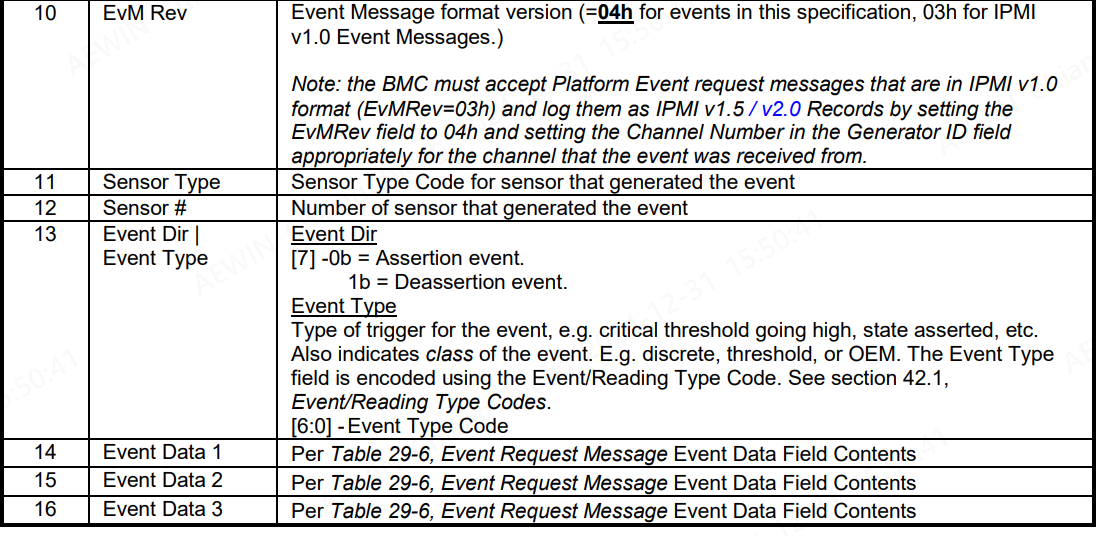 10 EvM Rev Event Message format version (=04h for events in this specification, 03h for IPMI
v1.0 Event Messages.)
Note: the BMC must accept Platform Event request messages that are in IPMI v1.0
format (EvMRev=03h) and log them as IPMI v1.5 / v2.0 Records by setting the
EvMRev field to 04h and setting the Channel Number in the Generator ID field
appropriately for the channel that the event was received from.
11 Sensor Type Sensor Type Code for sensor that generated the event
12 Sensor # Number of sensor that generated the event
13 Event Dir | Event Dir
Event Type [7] -0b = Assertion event.
1b = Deassertion event.
Event Type
Type of trigger for the event, e.g. critical threshold going high, state asserted, etc.
Also indicates class of the event. E.g. discrete, threshold, or OEM. The Event Type
field is encoded using the Event/Reading Type Code. See section 42.1,
Event/Reading Type Codes.
[6:0] - Event Type Code
14 Event Data 1 Per Table 29-6, Event Request Message Event Data Field Contents
15 Event Data 2 Per Table 29-6, Event Request Message Event Data Field Contents
16 Event Data 3 Per Table 29-6, Event Request Message Event Data Field Contents